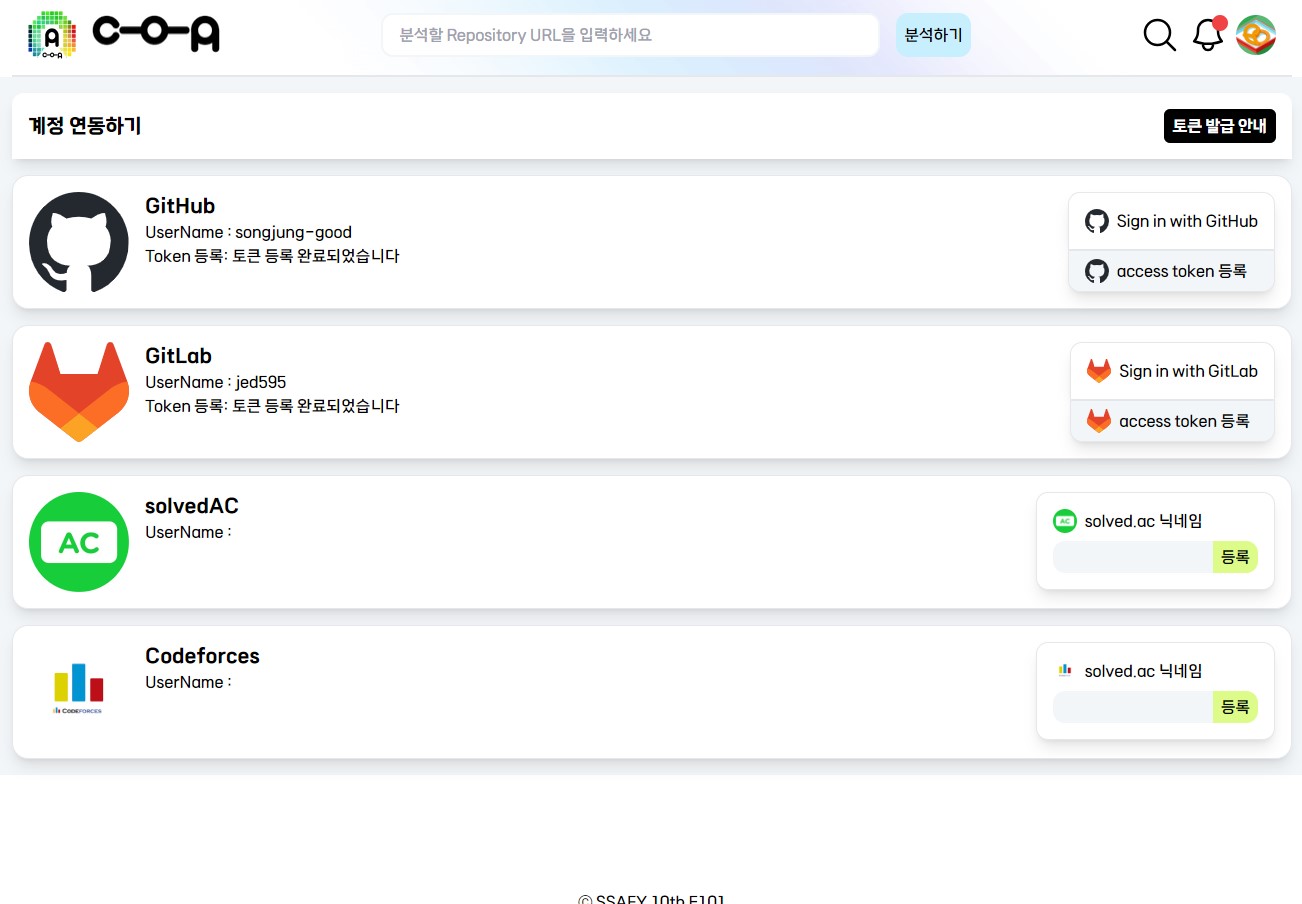 A
C-O-A
C-O-A
분석할 Repository URL을 입력하세요
분석하기
계정 연동하기
토큰 발급 안내
GitHub
UserName : songjung-good
Token 등록: 토큰 등록 완료되었습니다
Sign in with GitHub
access token 등록
GitLab
UserName : jed595
Token 등록: 토큰 등록 완료되었습니다
Sign in with GitLab
access token 등록
AC
solvedAC
UserName :
AC
solved.ac 닉네임
등록
CODEFORCES
Codeforces
UserName :
solved.ac 닉네임
등록
© SSAFY 10th E101